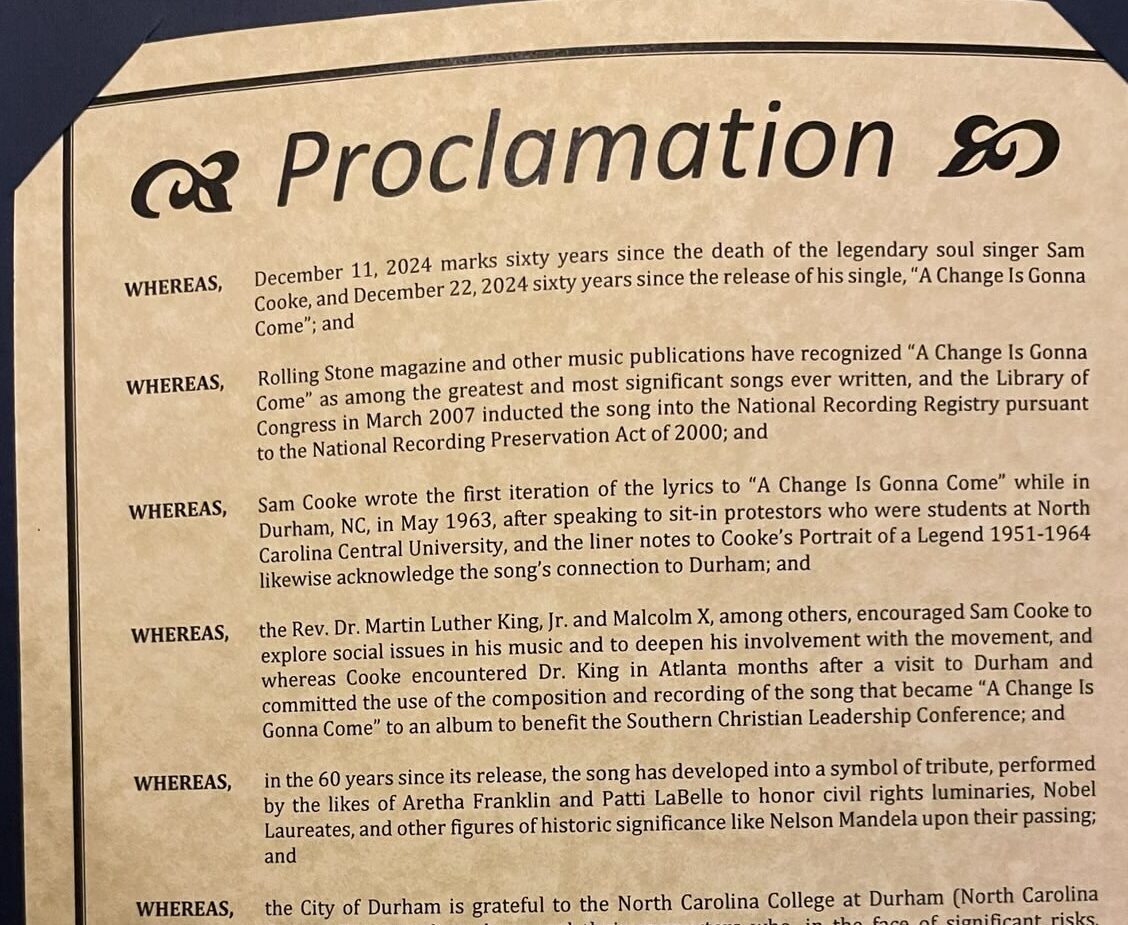 Proclamation
WHEREAS, December 11, 2024 marks sixty years since the death of the legendary soul singer Sam
Cooke, and December 22, 2024 sixty years since the release of his single, “A Change Is Gonna
Come”; and
WHEREAS, Rolling Stone magazine and other music publications have recognized “A Change Is Gonna
Come” as among the greatest and most significant songs ever written, and the Library of
Congress in March 2007 inducted the song into the National Recording Registry pursuant
to the National Recording Preservation Act of 2000; and
WHEREAS, Sam Cooke wrote the first iteration of the lyrics to “A Change Is Gonna Come” while in
Durham, NC, in May 1963, after speaking to sit-in protestors who were students at North
Carolina Central University, and the liner notes to Cooke’s Portrait of a Legend 1951-1964
likewise acknowledge the song’s connection to Durham; and
WHEREAS, the Rev. Dr. Martin Luther King, Jr. and Malcolm X, among others, encouraged Sam Cooke to
explore social issues in his music and to deepen his involvement with the movement, and
whereas Cooke encountered Dr. King in Atlanta months after a visit to Durham and
committed the use of the composition and recording of the song that became “A Change Is
Gonna Come” to an album to benefit the Southern Christian Leadership Conference; and
WHEREAS, in the 60 years since its release, the song has developed into a symbol of tribute, performed
by the likes of Aretha Franklin and Patti LaBelle to honor civil rights luminaries, Nobel
Laureates, and other figures of historic significance like Nelson Mandela upon their passing;
and
WHEREAS, the City of Durham is grateful to the North Carolina College at Durham (North Carolina
who, in the face of significant risks,